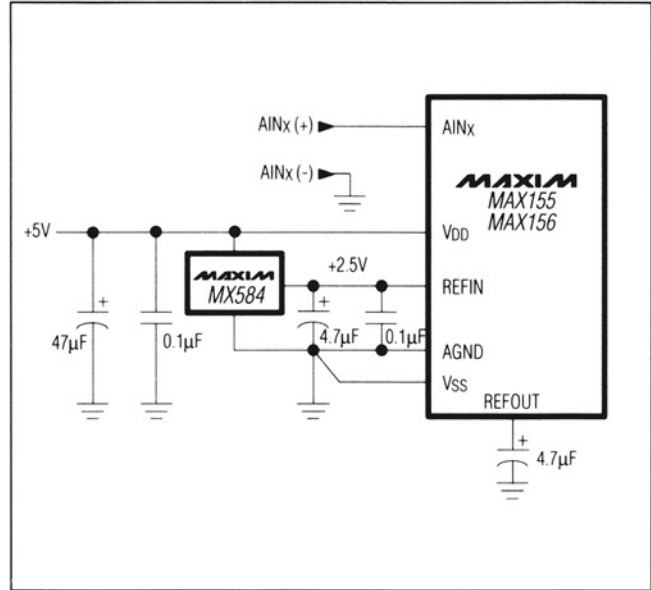 AINx (+)
AINx
AINx (-)
MAXIM
MAX155
MAX156
+5V
VDD
MAXIM
MX584
+2.5V
REFIN
+
47µF
0.1µF
+
4.7µF
0.1µF
AGND
VSS
REFOUT
+
4.7µF